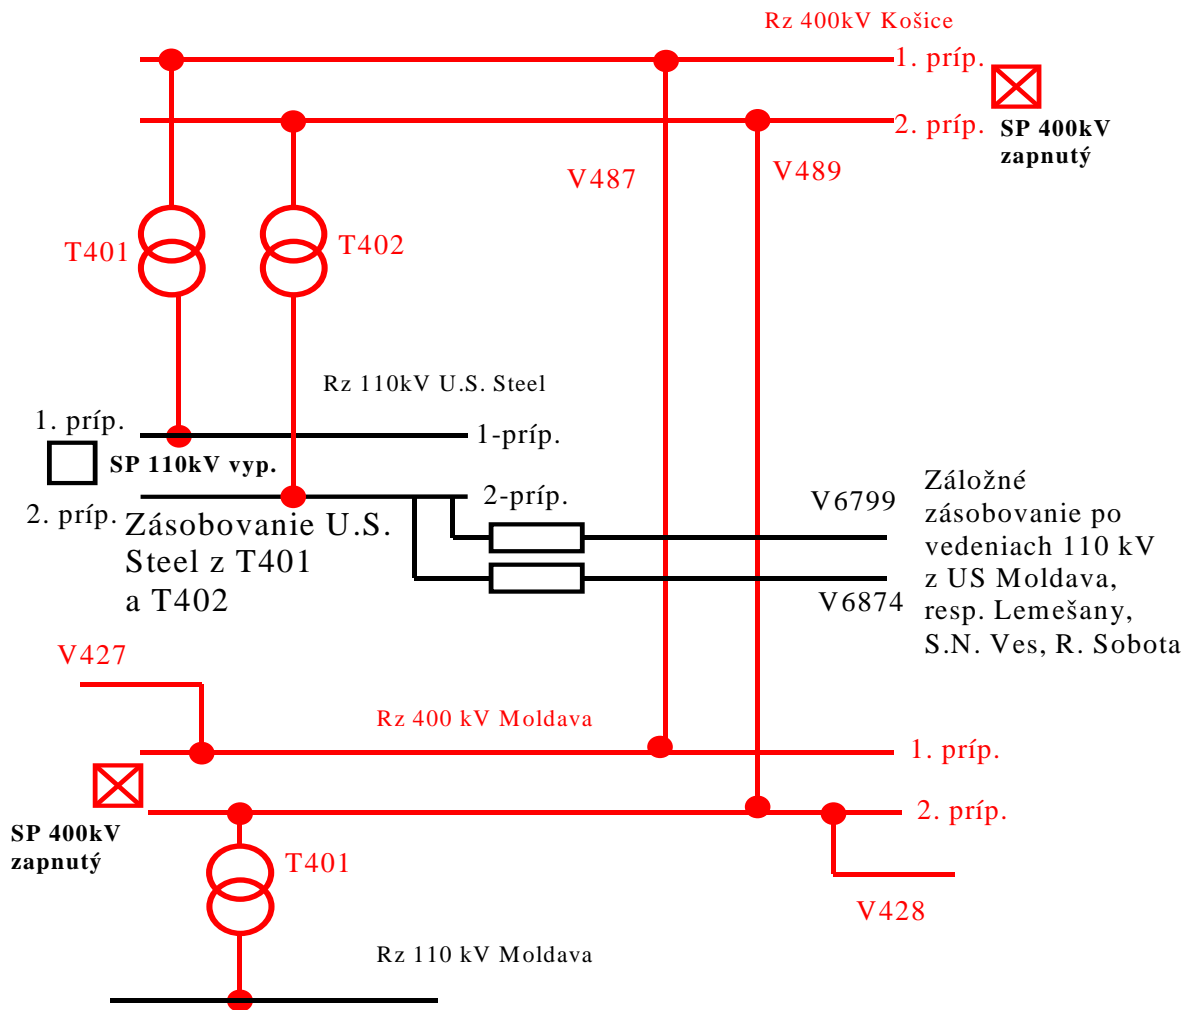 Rz 400kV Košice
1. príp.
2. príp.
SP 400kV
zapnutý
V487
V489
T401
T402
Rz 110kV U.S. Steel
1. príp.
1-príp.
SP 110kV vyp.
2. príp.
2-príp.
Zásobovanie U.S.
Steel z T401
a T402
V6799
V6874
Záložné
zásobovanie po
vedeniach 110 kV
z US Moldava,
resp. Lemešany,
S.N. Ves, R. Sobota
V427
Rz 400 kV Moldava
1. príp.
2. príp.
SP 400kV
zapnutý
T401
V428
Rz 110 kV Moldava